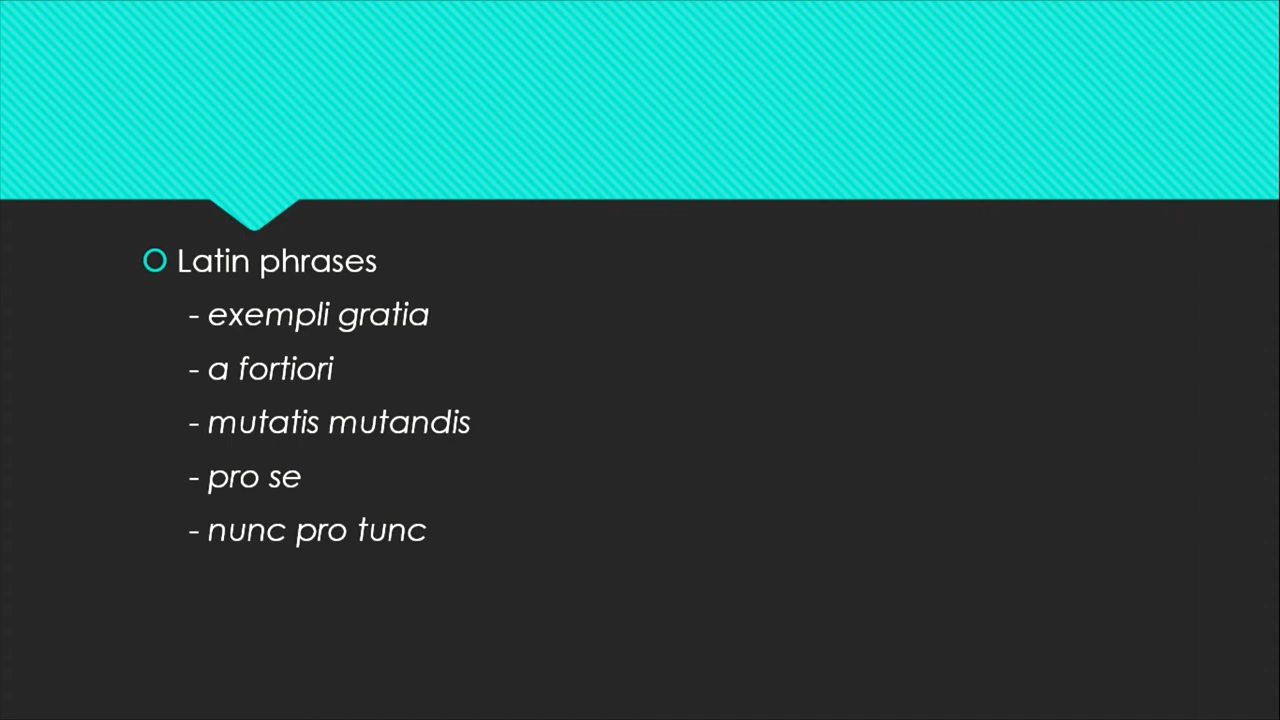 Latin phrases
- exempli gratia
- a fortiori
- mutatis mutandis
- pro se
- nunc pro tunc